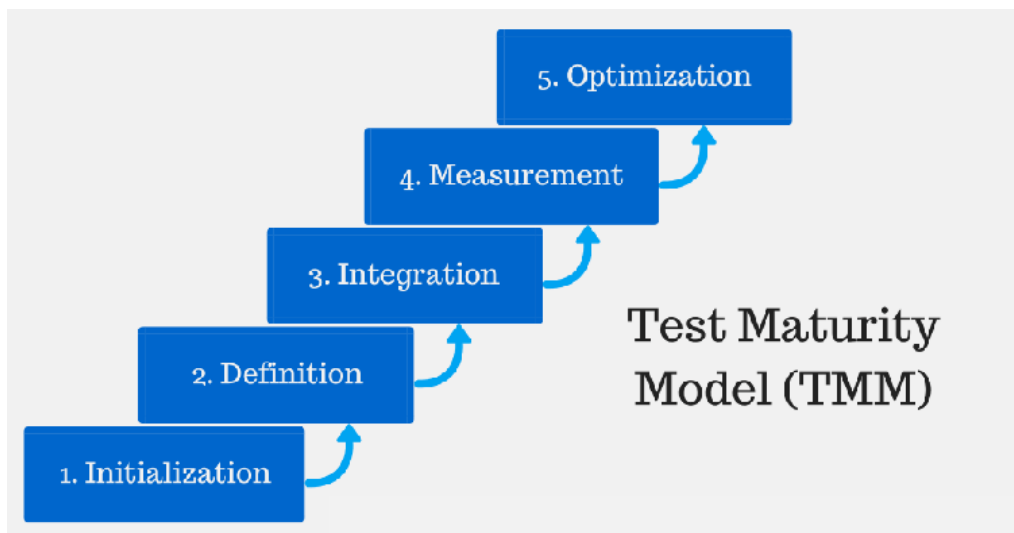 5. Optimization
4. Measurement
3. Integration
2. Definition
1. Initialization
Test Maturity
Model (TMM)